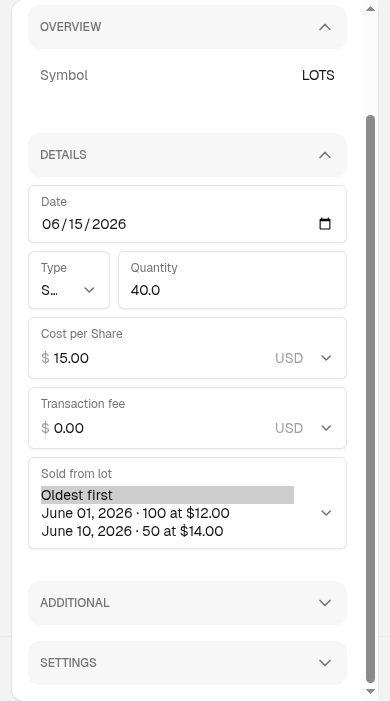 OVERVIEW
Symbol LOTS
DETAILS
Date
06/15/2026
Type
S...
Quantity
40.0
Cost per Share
$ 15.00 USD
Transaction fee
$ 0.00 USD
Sold from lot
Oldest first
June 01, 2026 · 100 at $12.00
June 10, 2026 · 50 at $14.00
ADDITIONAL
SETTINGS